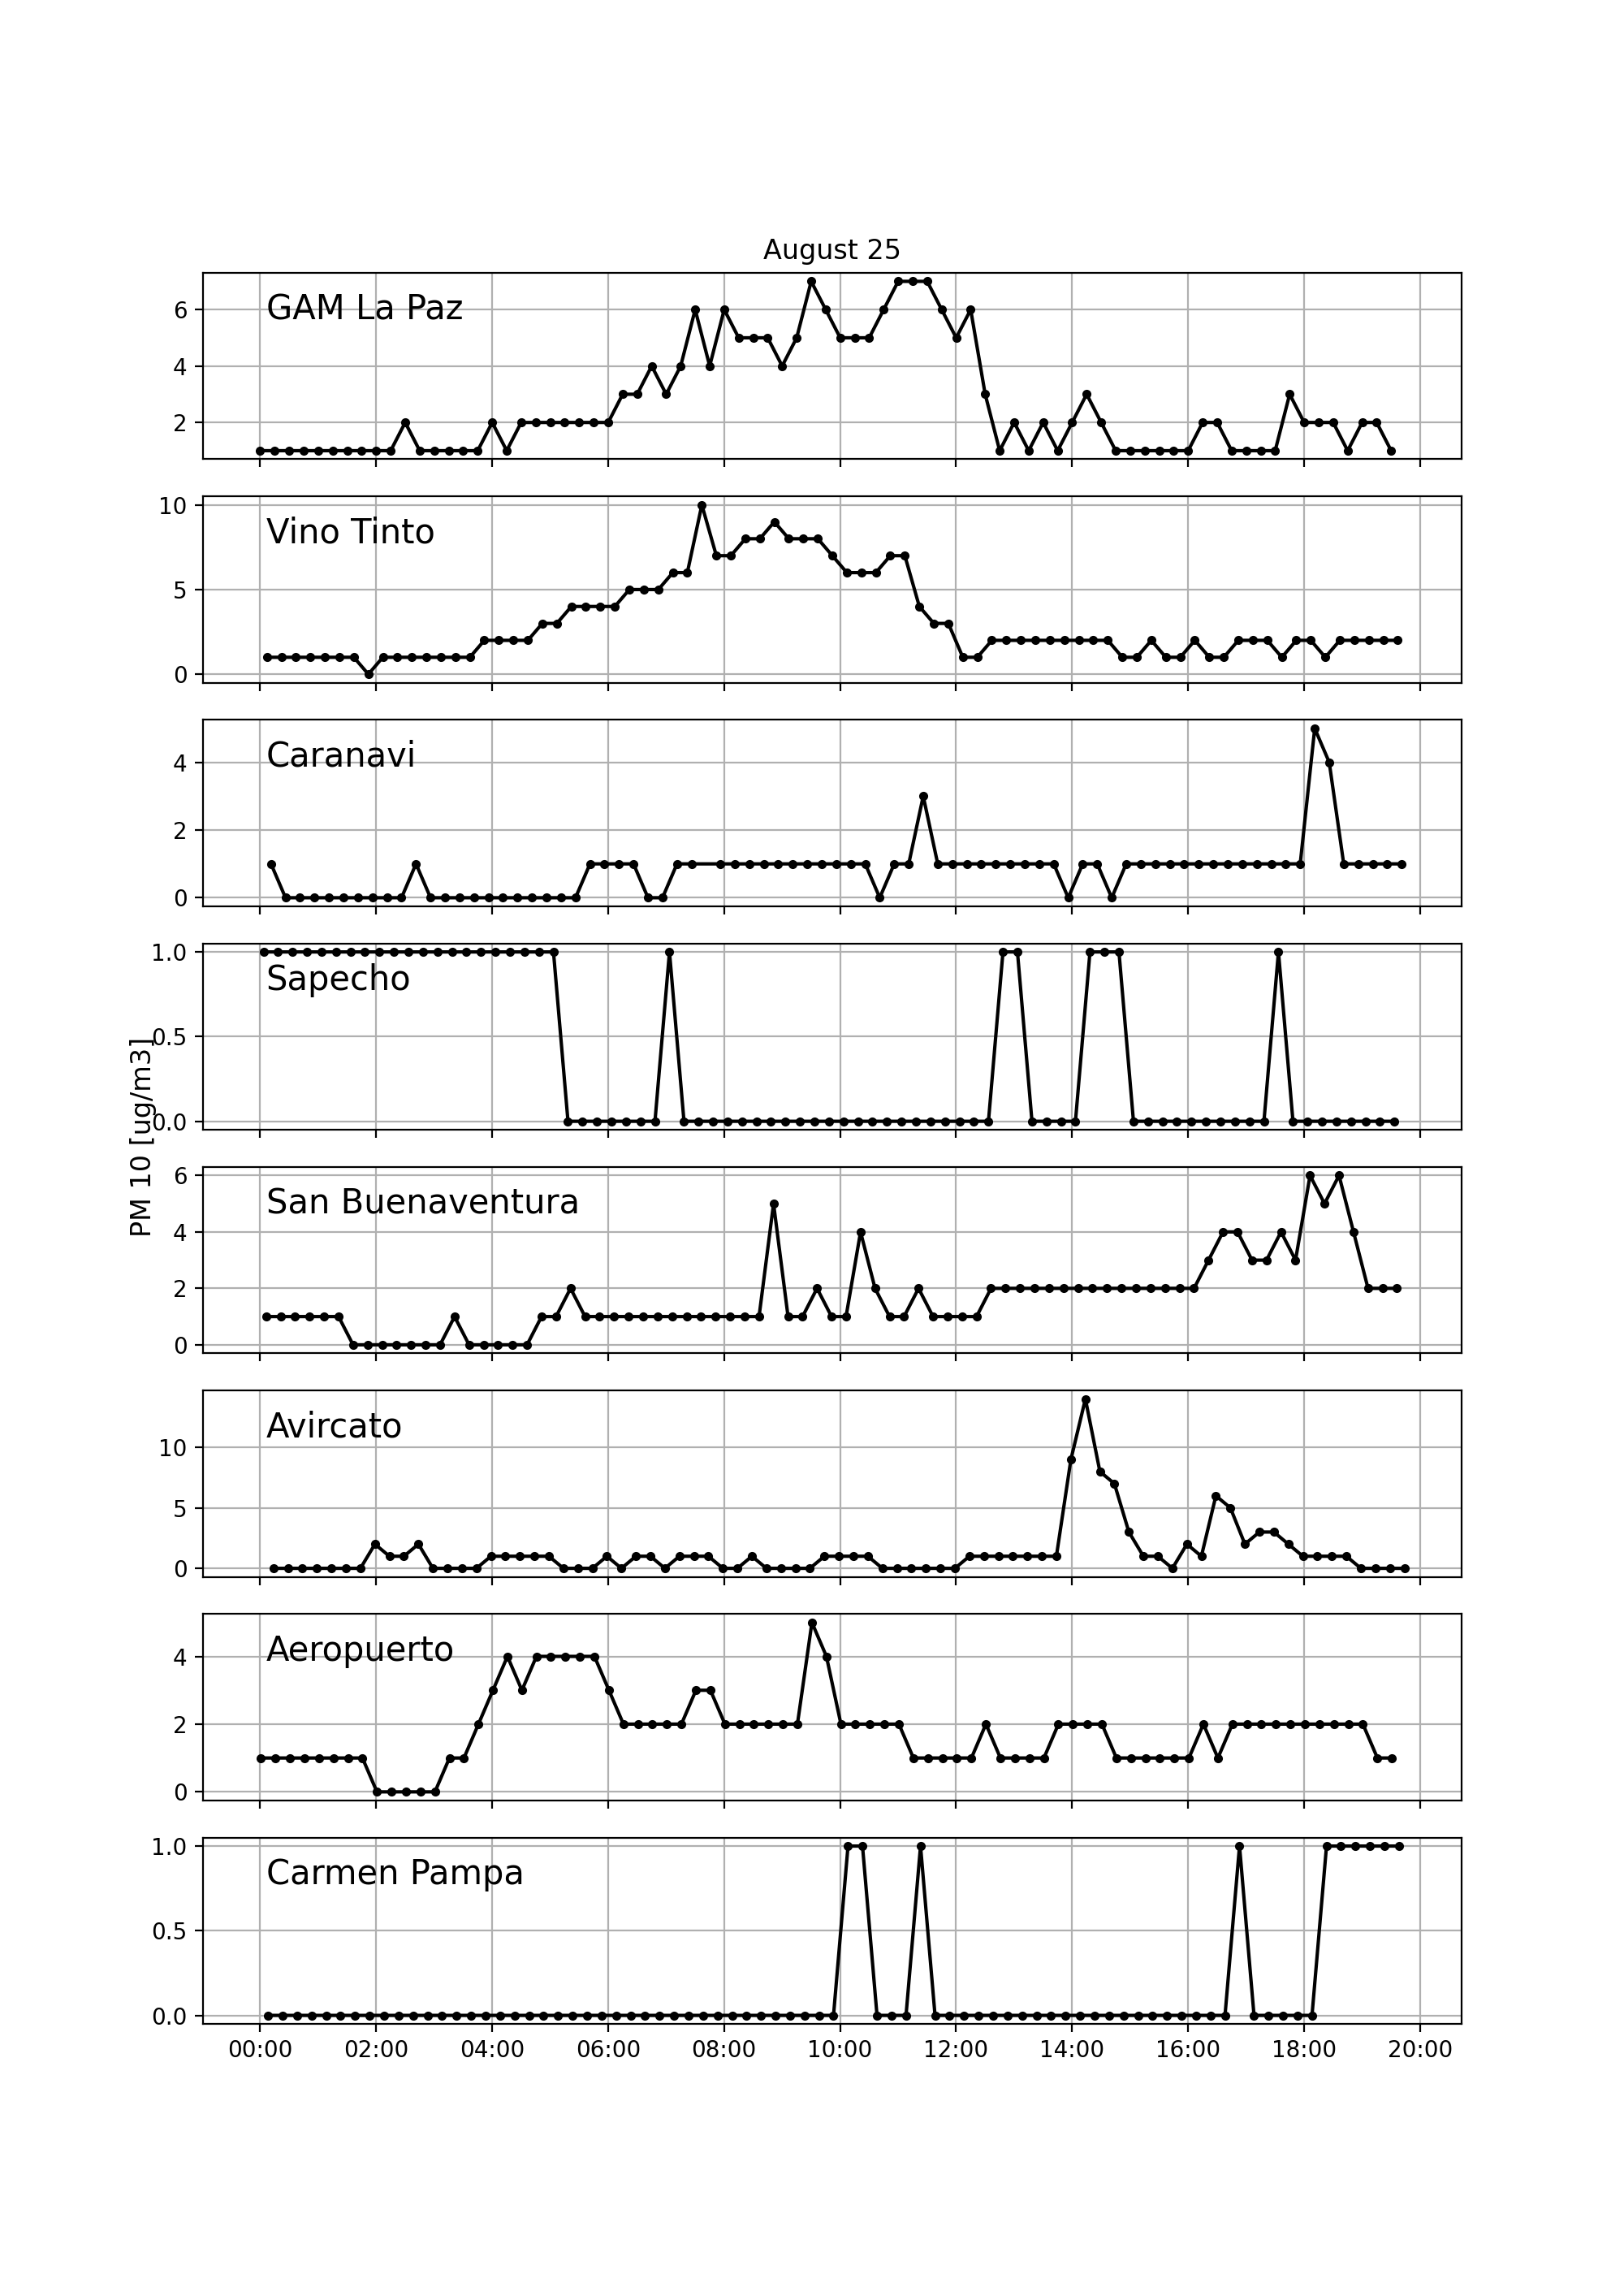 August 25
GAM La Paz
6
4
2
Vino Tinto
10
5
0
Caranavi
4
2
0
Sapecho
1.0
0.5
0.0
PM 10 [ug/m3]
San Buenaventura
6
4
2
0
Avircato
10
5
0
Aeropuerto
4
2
0
Carmen Pampa
1.0
0.5
0.0
00:00 02:00 04:00 06:00 08:00 10:00 12:00 14:00 16:00 18:00 20:00